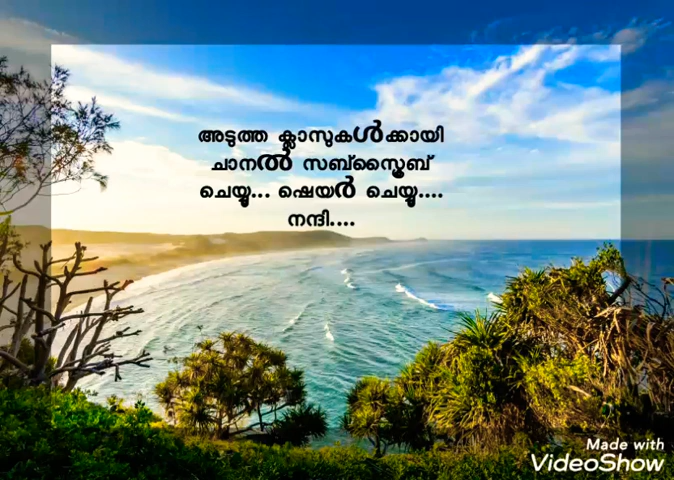 അടുത്ത ക്ലാസുകൾക്കായി
ചാനൽ സബ്സ്ക്രൈബ്
ചെയ്യൂ... ഷെയർ ചെയ്യൂ....
നന്ദി....
Made with
VideoShow